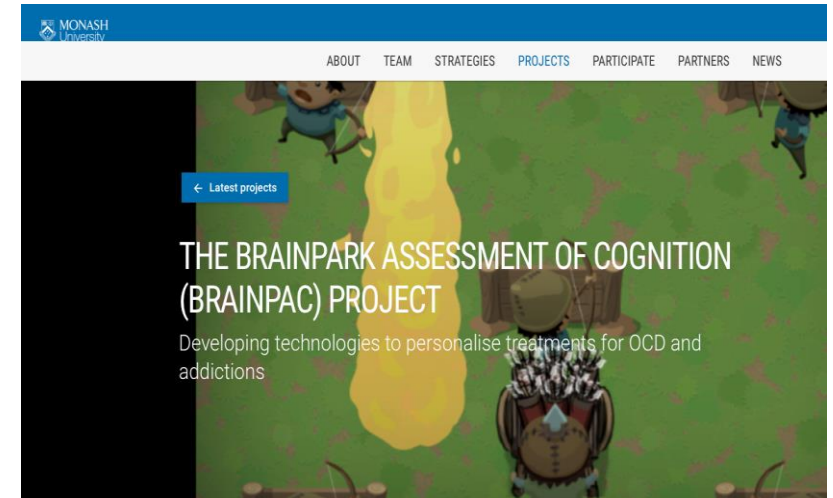 MONASH
University
ABOUT TEAM STRATEGIES PROJECTS PARTICIPATE PARTNERS NEWS
← Latest projects
THE BRAINPARK ASSESSMENT OF COGNITION
(BRAINPAC) PROJECT
Developing technologies to personalise treatments for OCD and
addictions